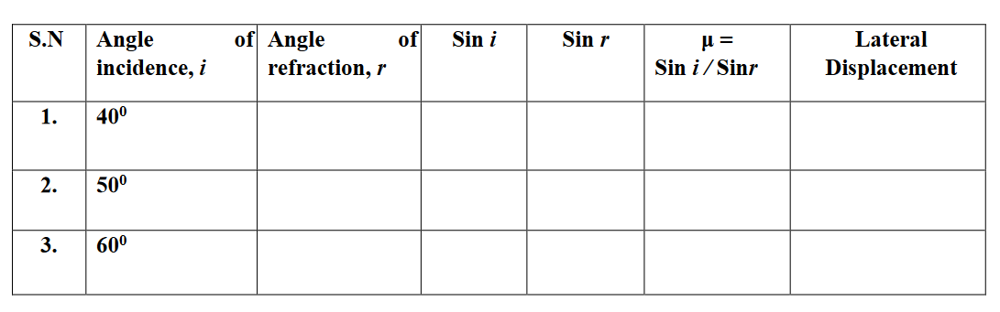 S.N Angle of Angle of Sin i Sin r μ = Lateral
incidence, i refraction, r Sin i / Sinr Displacement
1. 40⁰
2. 50⁰
3. 60⁰